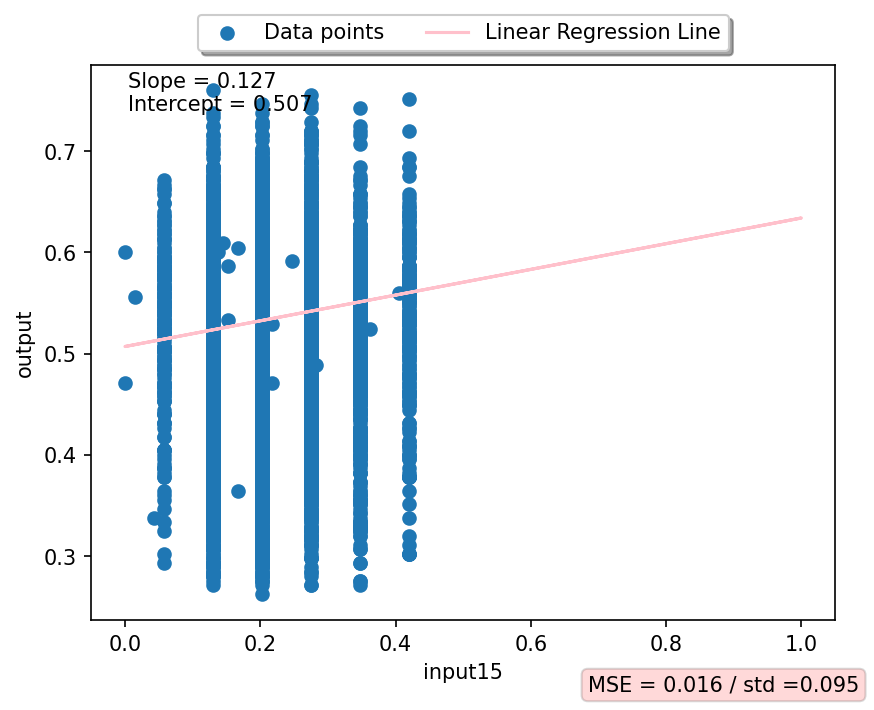 Data points Linear Regression Line
Slope = 0.127
Intercept = 0.507
0.7
0.6
0.5
0.4
0.3
output
0.0 0.2 0.4 0.6 0.8 1.0
input15
MSE = 0.016 / std =0.095